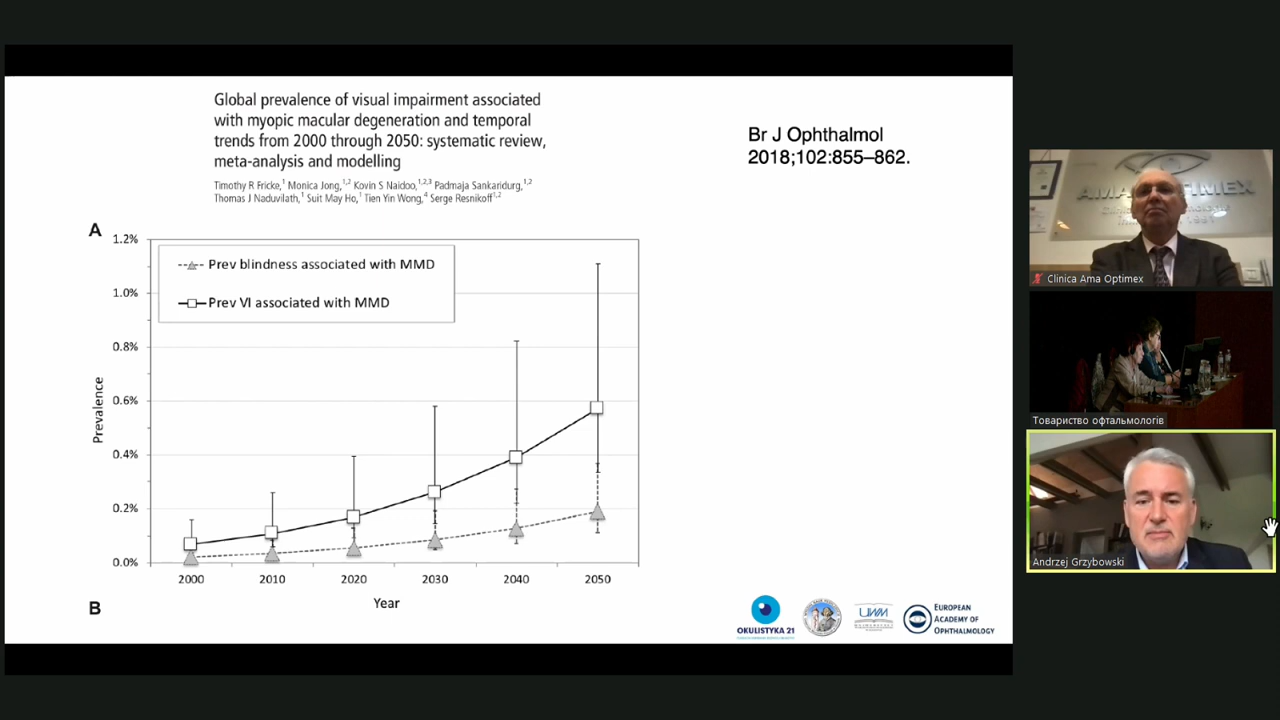 Global prevalence of visual impairment associated
with myopic macular degeneration and temporal
trends from 2000 through 2050: systematic review,
meta-analysis and modelling
Timothy R Fricke,1 Monica Jong,1,2 Kovin S Naidoo,1,2,3 Padmaja Sankaridurg,1,2
Thomas J Naduvilath,1 Suit May Ho,1 Tien Yin Wong,4 Serge Resnikoff1,2
Br J Ophthalmol
2018;102:855–862.
A
1.2%
1.0%
0.8%
0.6%
0.4%
0.2%
0.0%
Prevalence
Prev blindness associated with MMD
Prev VI associated with MMD
2000 2010 2020 2030 2040 2050
Year
B
OKULISTYKA 21
UWM
EUROPEAN
ACADEMY OF
OPHTHALMOLOGY
AMA OPTIMEX
Clinica Ama Optimex
Товариство офтальмологів
Andrzej Grzybowski